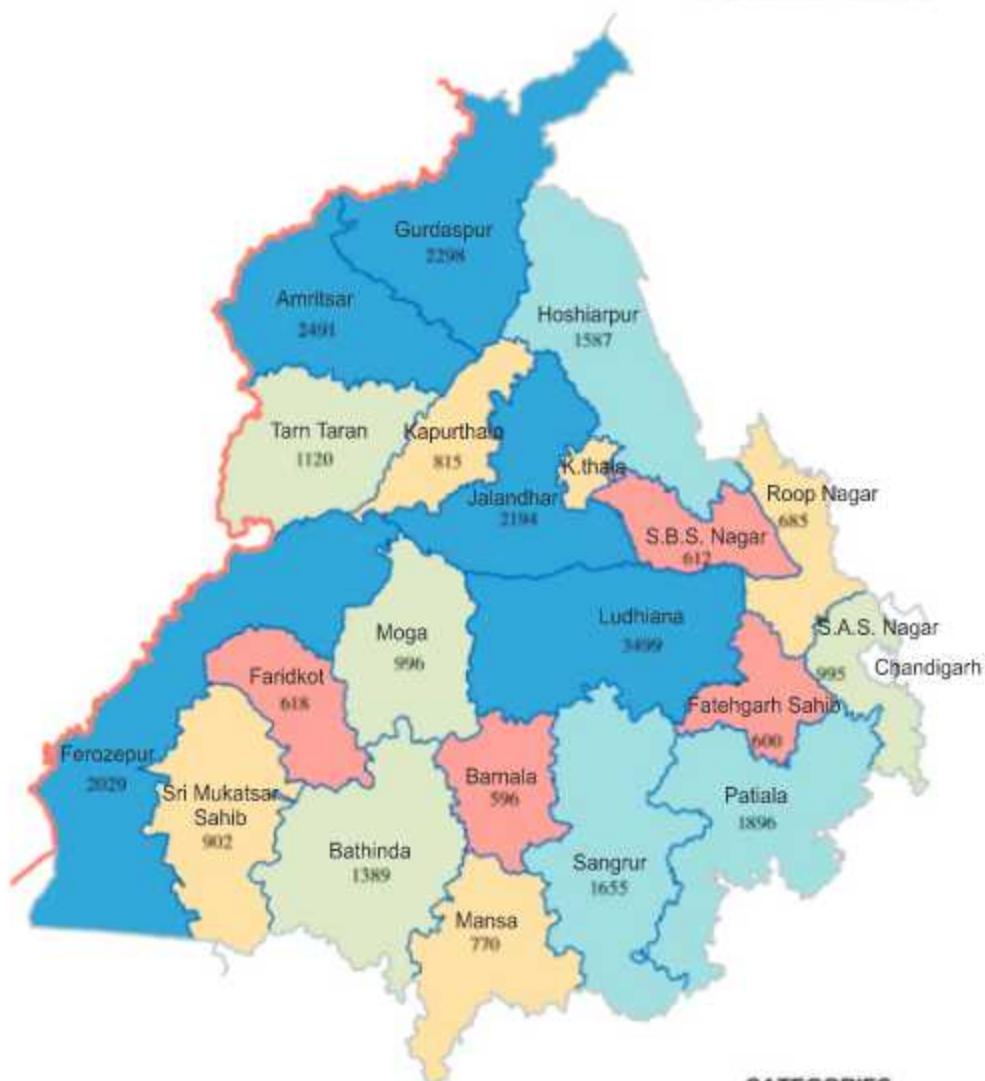 Gurdaspur
2298
Amritsar
2491
Hoshiarpur
1587
Tarn Taran
1120
Kapurthala
815
K.thala
Jalandhar
2194
Roop Nagar
685
S.B.S. Nagar
612
Ludhiana
3499
Moga
996
S.A.S. Nagar
995
Chandigarh
Faridkot
618
Fatehgarh Sahib
600
Ferozepur
2029
Sri Mukatsar
Sahib
902
Barnala
596
Patiala
1896
Bathinda
1389
Sangrur
1655
Mansa
770